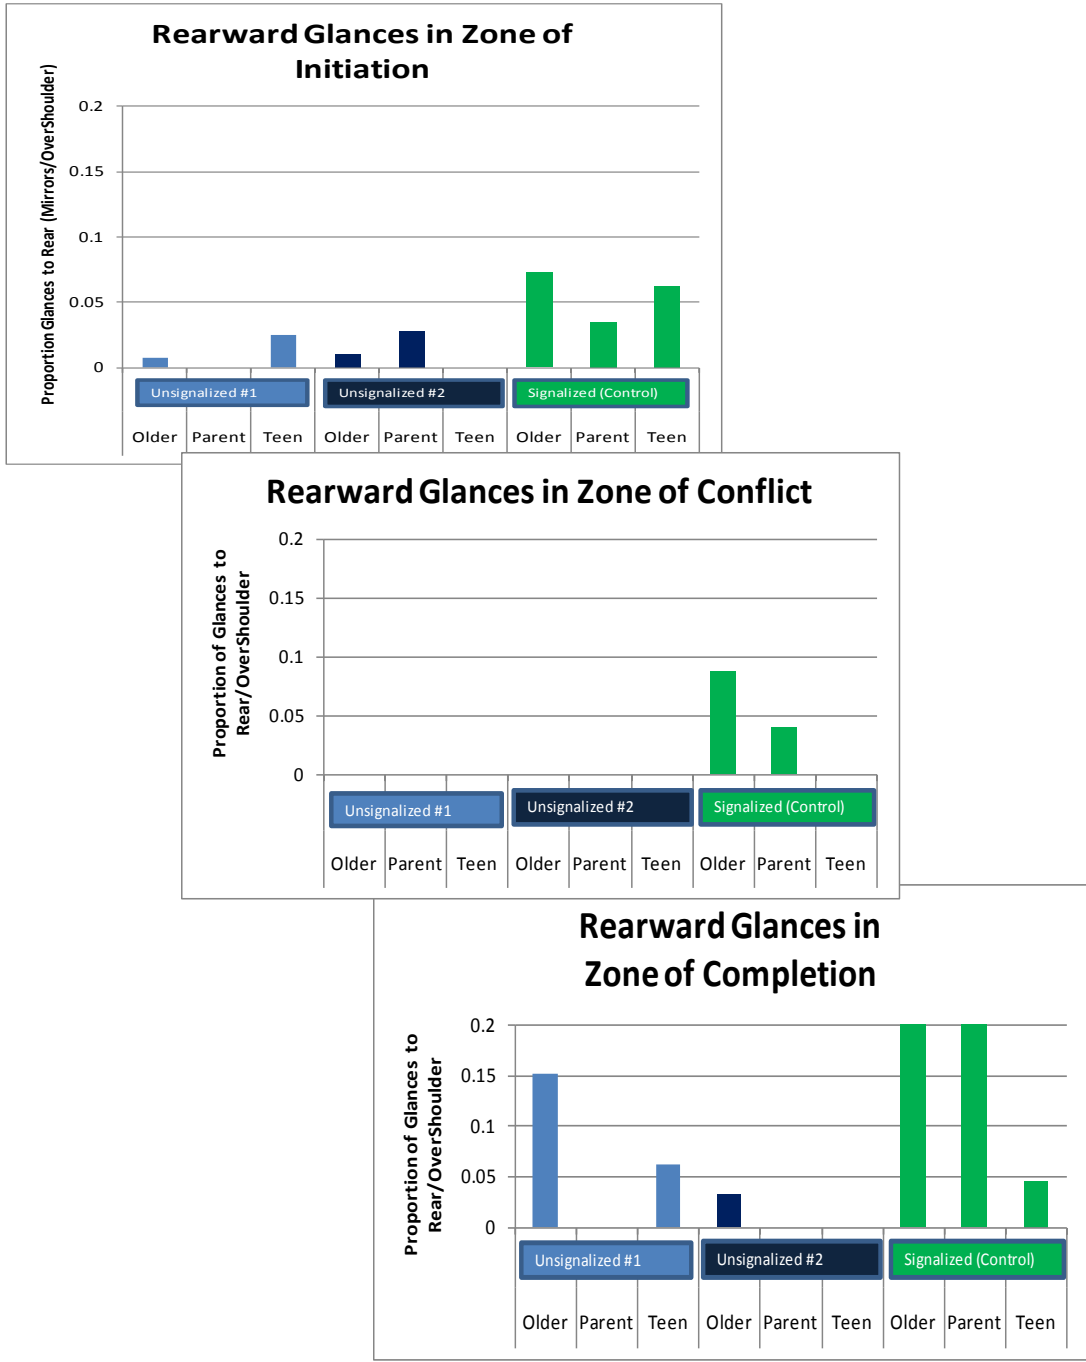 Rearward Glances in Zone of
Initiation
Proportion Glances to Rear (Mirrors/OverShoulder)
0.2
0.15
0.1
0.05
0
Unsignalized #1
Unsignalized #2
Signalized (Control)
Older Parent Teen Older Parent Teen Older Parent Teen
Rearward Glances in Zone of Conflict
Proportion of Glances to
Rear/OverShoulder
0.2
0.15
0.1
0.05
0
Unsignalized #1
Unsignalized #2
Signalized (Control)
Older Parent Teen Older Parent Teen Older Parent Teen
Rearward Glances in
Zone of Completion
Proportion of Glances to
Rear/OverShoulder
0.2
0.15
0.1
0.05
0
Unsignalized #1
Unsignalized #2
Signalized (Control)
Older Parent Teen Older Parent Teen Older Parent Teen